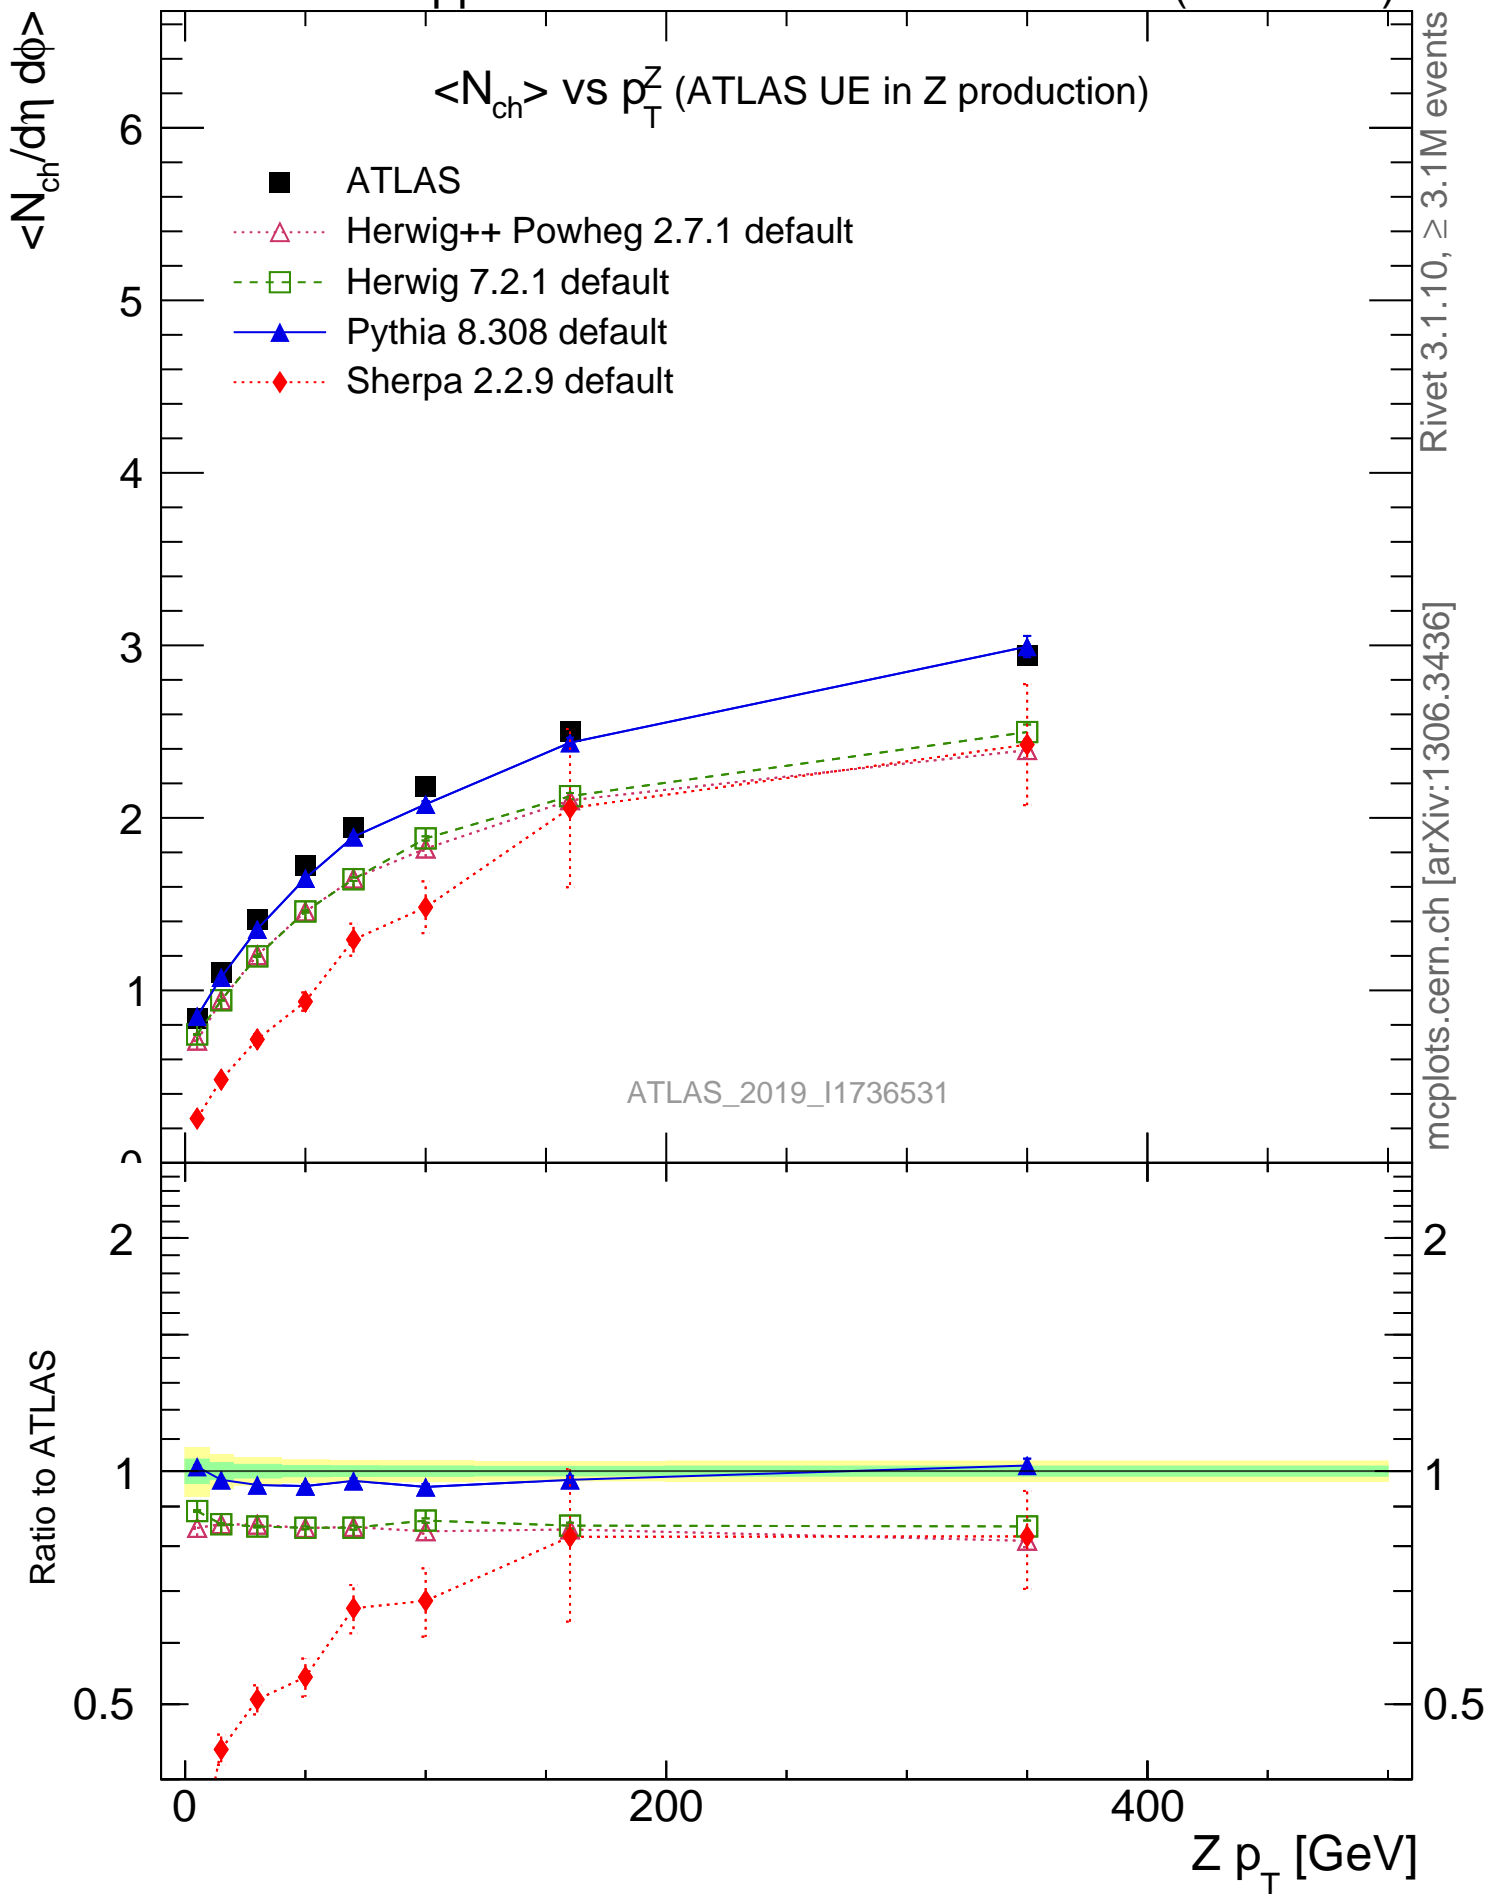 pp
<N_ch> vs p_T^Z (ATLAS UE in Z production)
<N_ch/dη dφ>
ATLAS
Herwig++ Powheg 2.7.1 default
Herwig 7.2.1 default
Pythia 8.308 default
Sherpa 2.2.9 default
6
5
4
3
2
1
0
ATLAS_2019_I1736531
Rivet 3.1.10, ≥ 3.1M events
mcplots.cern.ch [arXiv:1306.3436]
Ratio to ATLAS
2
1
0.5
2
1
0.5
0 200 400
Z p_T [GeV]